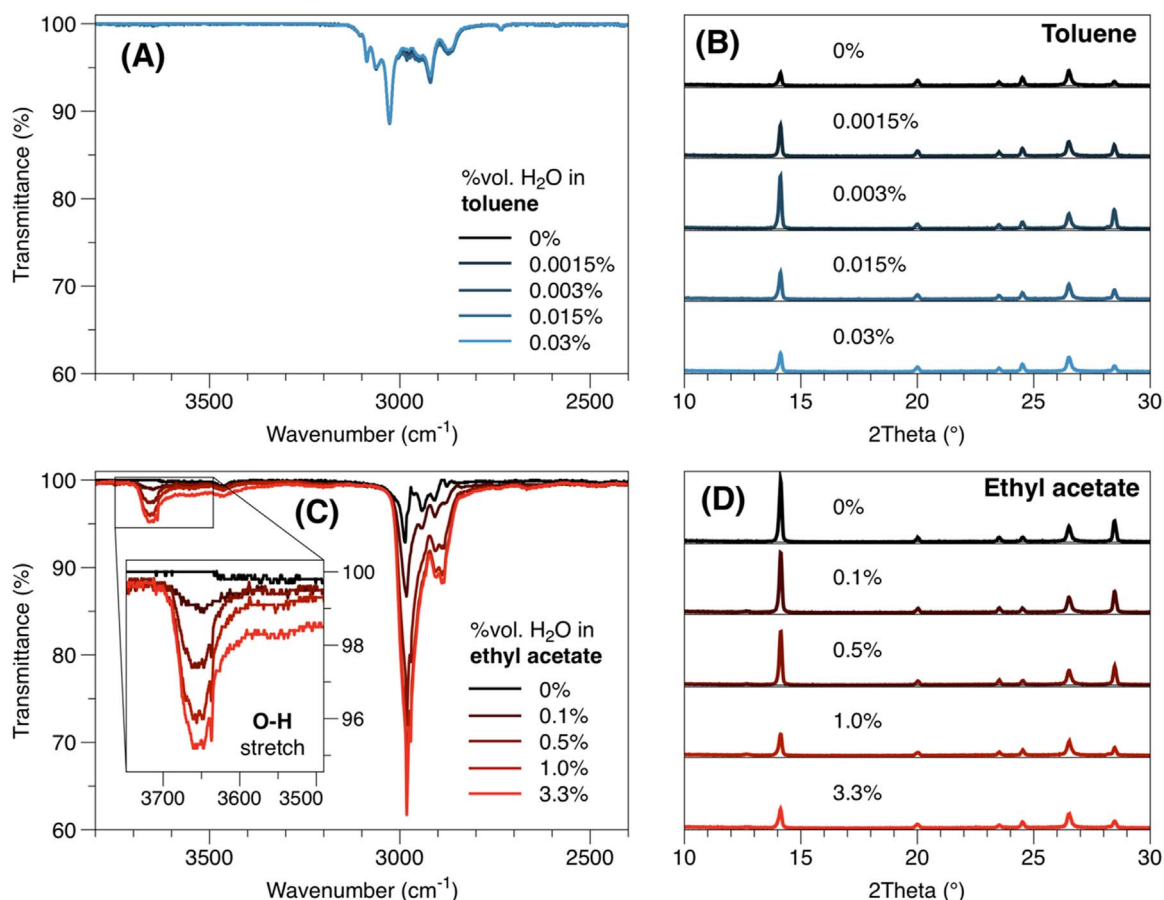 (A)
100
90
80
70
60
Transmittance (%)
%vol. H₂O in
toluene
0%
0.0015%
0.003%
0.015%
0.03%
3500
3000
2500
Wavenumber (cm⁻¹)
(B)
Toluene
0%
0.0015%
0.003%
0.015%
0.03%
10
15
20
25
30
2Theta (°)
(C)
100
90
80
70
60
Transmittance (%)
100
98
96
O-H
stretch
3700
3600
3500
%vol. H₂O in
ethyl acetate
0%
0.1%
0.5%
1.0%
3.3%
3500
3000
2500
Wavenumber (cm⁻¹)
(D)
Ethyl acetate
0%
0.1%
0.5%
1.0%
3.3%
10
15
20
25
30
2Theta (°)